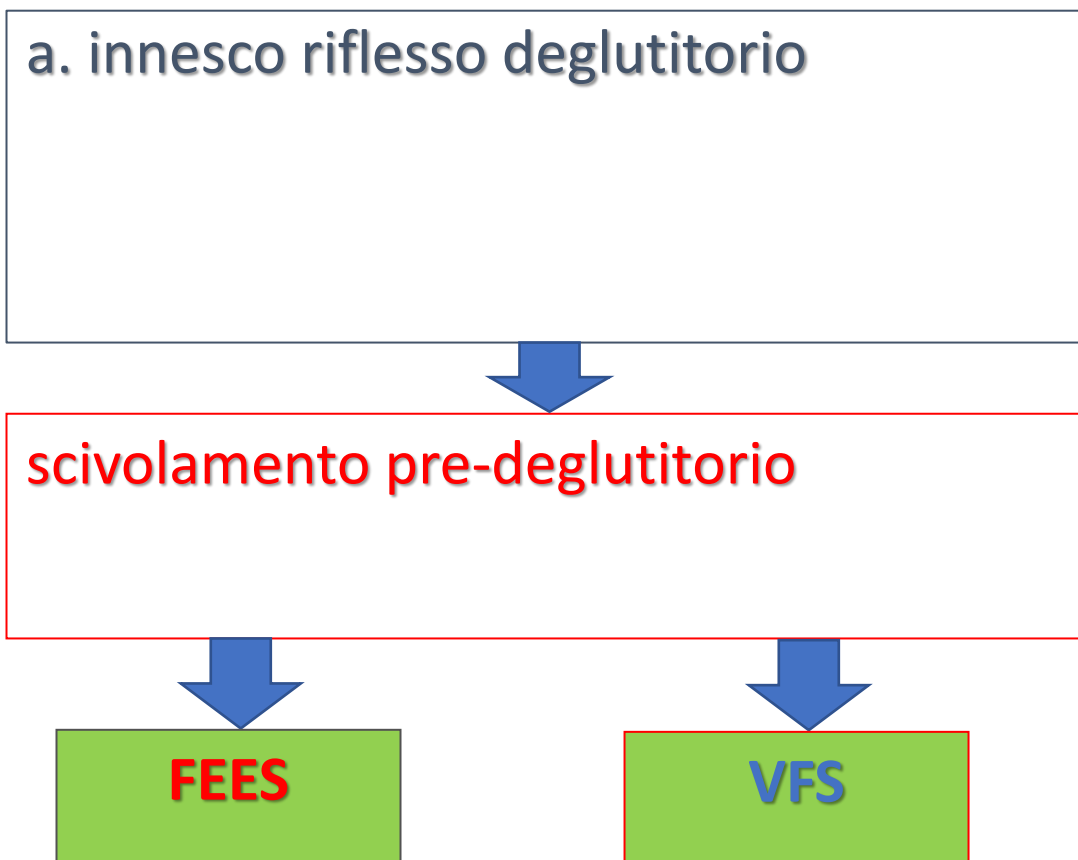 a. innesco riflesso deglutitorio
scivolamento pre-deglutitorio
FEES
VFS